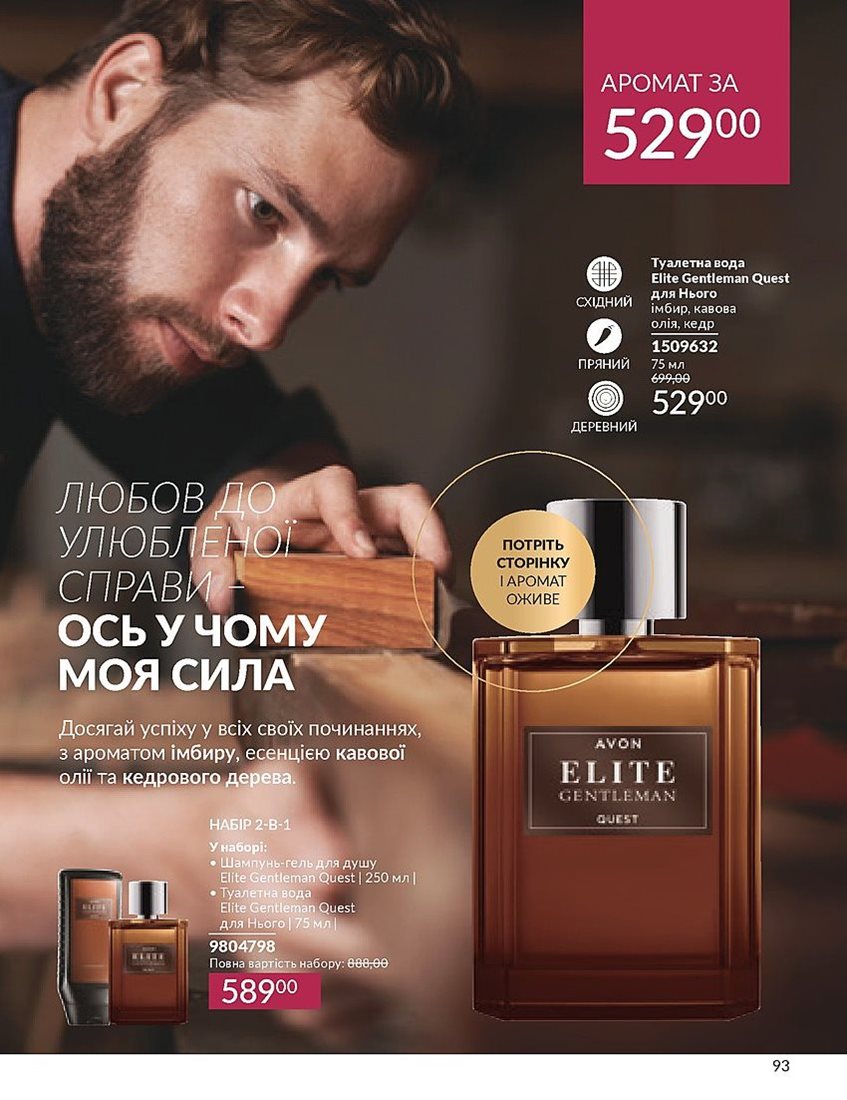 АРОМАТ ЗА
529⁰⁰
СХІДНИЙ
ПРЯНИЙ
ДЕРЕВНИЙ
Туалетна вода
Elite Gentleman Quest
для Нього
імбир, кавова
олія, кедр
1509632
75 мл
699,00
529⁰⁰
ЛЮБОВ ДО
УЛЮБЛЕНОЇ
СПРАВИ –
ОСЬ У ЧОМУ
МОЯ СИЛА
ПОТРІТЬ
СТОРІНКУ
І АРОМАТ
ОЖИВЕ
Досягай успіху у всіх своїх починаннях,
з ароматом імбиру, есенцією кавової
олії та кедрового дерева.
AVON
ELITE
GENTLEMAN
QUEST
НАБІР 2-В-1
У наборі:
• Шампунь-гель для душу
Elite Gentleman Quest | 250 мл |
• Туалетна вода
Elite Gentleman Quest
для Нього | 75 мл |
9804798
Повна вартість набору: 888,00
589⁰⁰
ELITE
ELITE
93